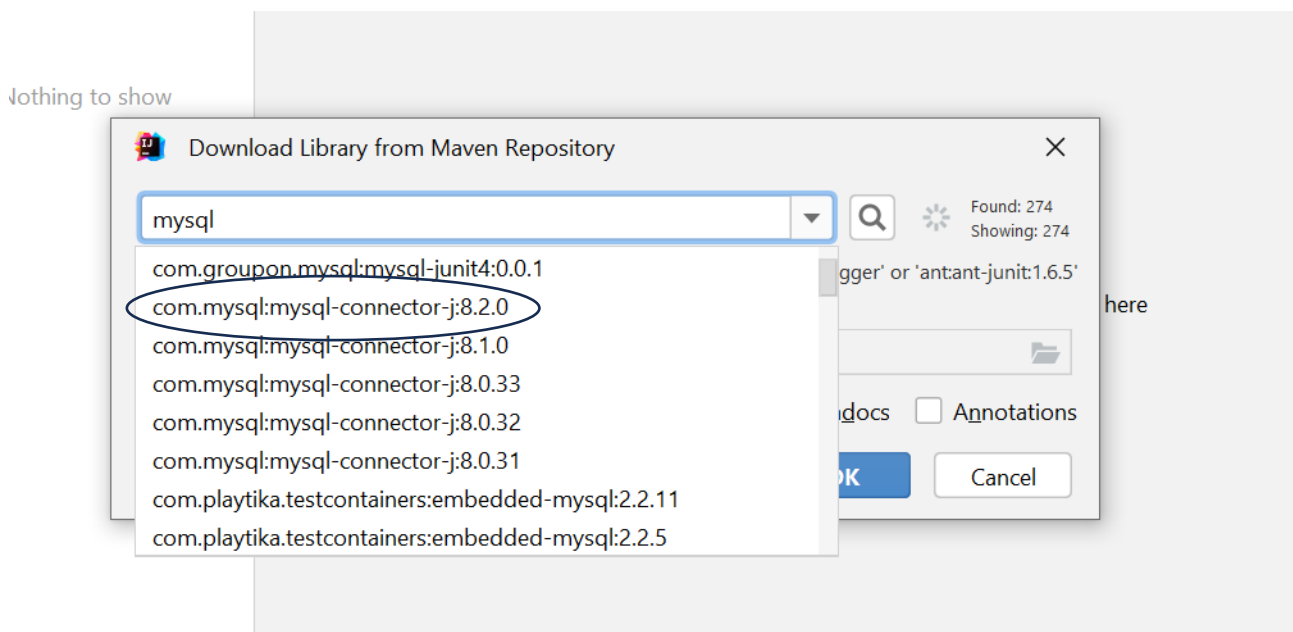 Nothing to show
Download Library from Maven Repository
mysql
Found: 274
Showing: 274
com.groupon.mysql:mysql-junit4:0.0.1
com.mysql:mysql-connector-j:8.2.0
com.mysql:mysql-connector-j:8.1.0
com.mysql:mysql-connector-j:8.0.33
com.mysql:mysql-connector-j:8.0.32
com.mysql:mysql-connector-j:8.0.31
com.playtika.testcontainers:embedded-mysql:2.2.11
com.playtika.testcontainers:embedded-mysql:2.2.5
gger' or 'ant:ant-junit:1.6.5'
here
docs
Annotations
OK
Cancel